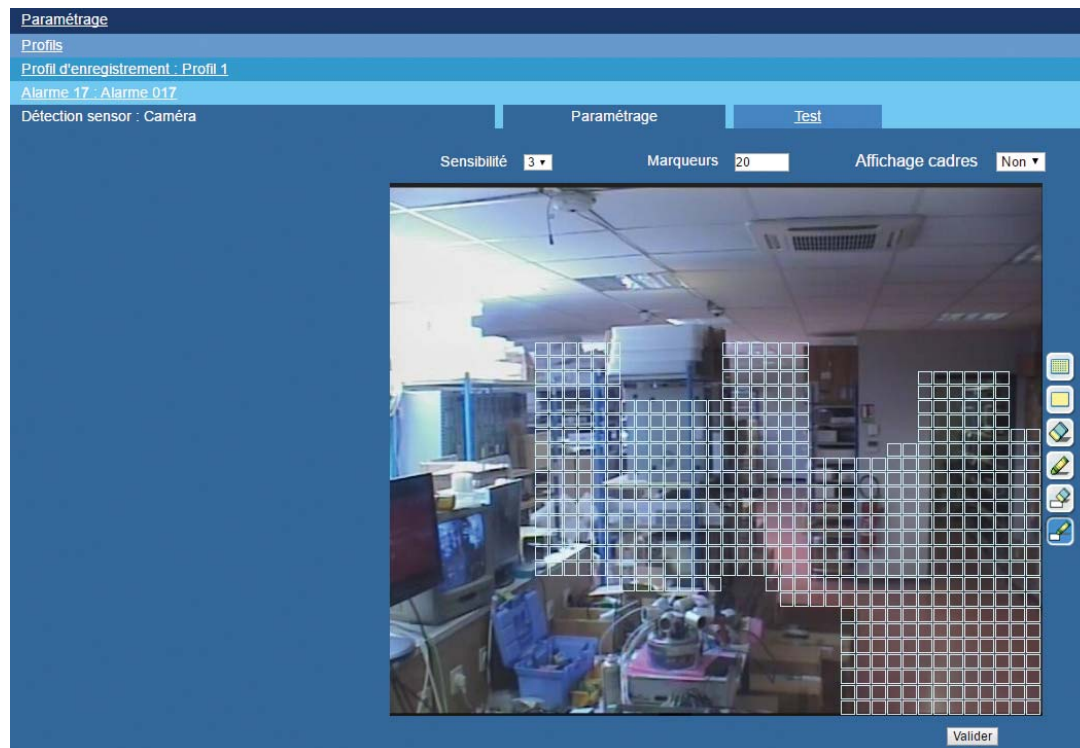 Paramétrage
Profils
Profil d'enregistrement : Profil 1
Alarme 17 : Alarme 017
Détection sensor : Caméra Paramétrage Test
Sensibilité 3 Marqueurs 20 Affichage cadres Non
Valider